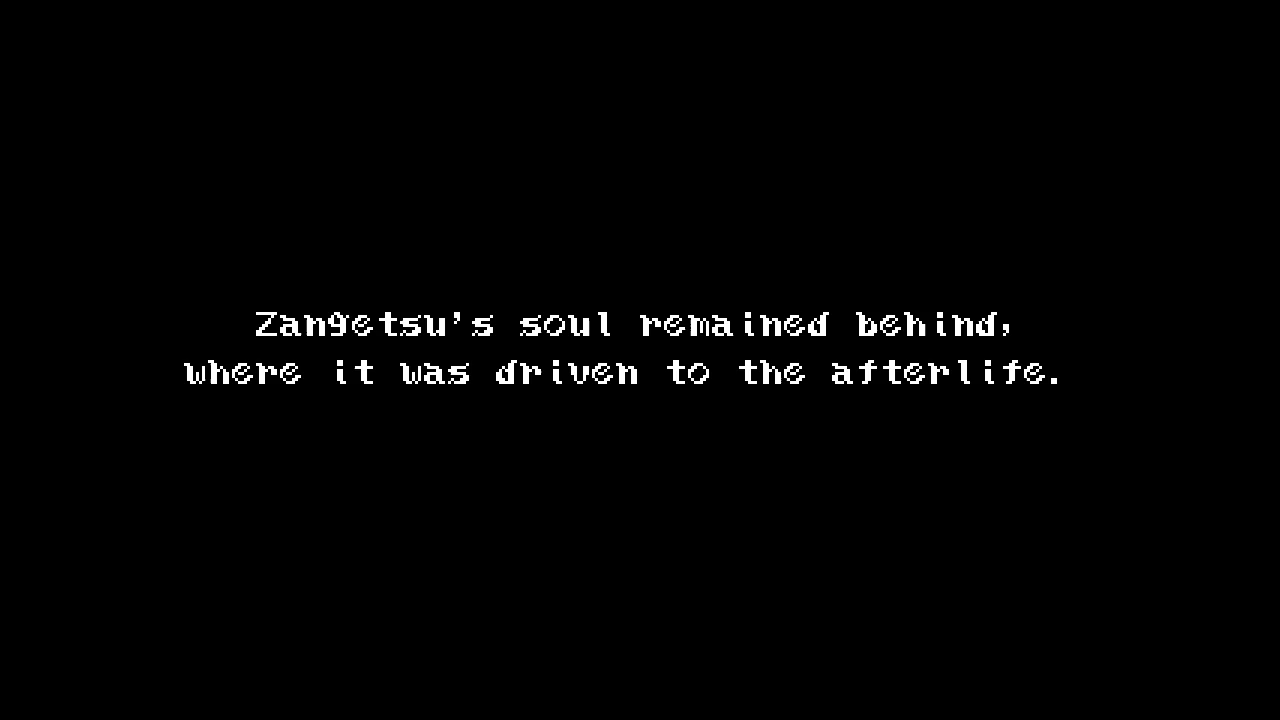 Zangetsu's soul remained behind,
where it was driven to the afterlife.